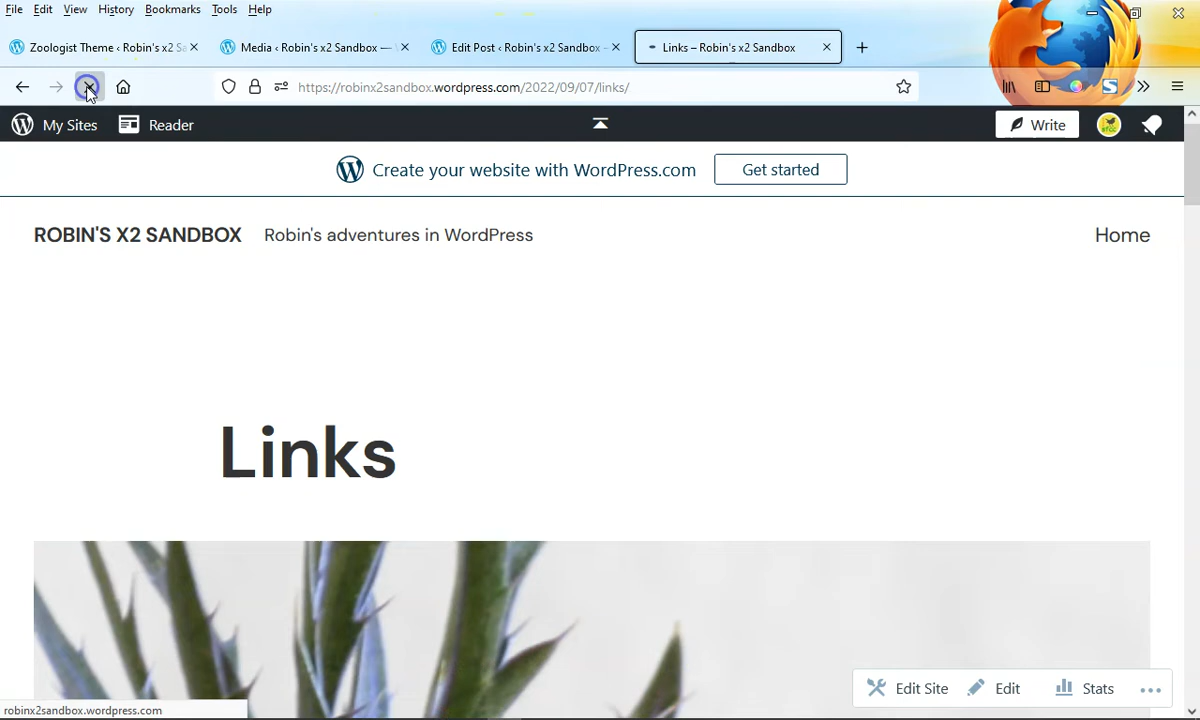 File Edit View History Bookmarks Tools Help
Zoologist Theme ‹ Robin's x2 Sa
Media ‹ Robin's x2 Sandbox —
Edit Post ‹ Robin's x2 Sandbox –
Links – Robin's x2 Sandbox
https://robinx2sandbox.wordpress.com/2022/09/07/links/
My Sites Reader Write
Create your website with WordPress.com Get started
ROBIN'S X2 SANDBOX Robin's adventures in WordPress Home
Links
Edit Site Edit Stats
robinx2sandbox.wordpress.com